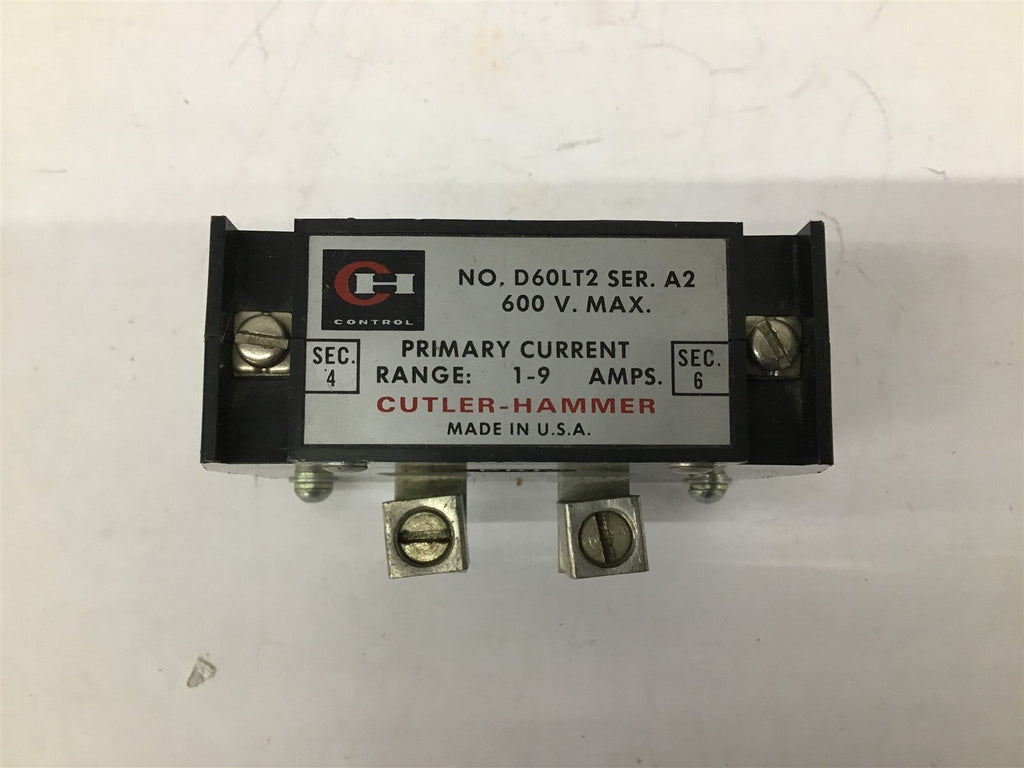 CH
CONTROL
NO. D60LT2 SER. A2
600 V. MAX.
SEC.
4
PRIMARY CURRENT
RANGE: 1-9 AMPS.
SEC.
6
CUTLER-HAMMER
MADE IN U.S.A.